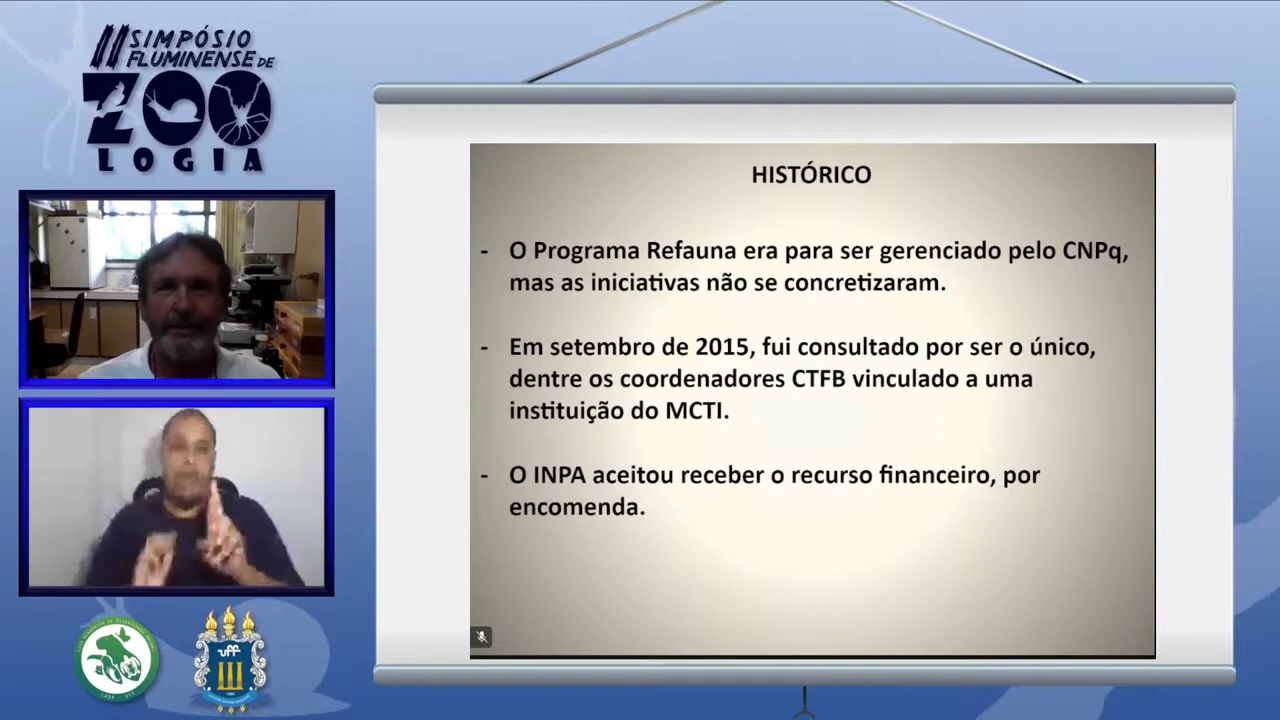 II SIMPÓSIO
FLUMINENSE DE
ZOO
LOGIA
HISTÓRICO
- O Programa Refauna era para ser gerenciado pelo CNPq,
mas as iniciativas não se concretizaram.
- Em setembro de 2015, fui consultado por ser o único,
dentre os coordenadores CTFB vinculado a uma
instituição do MCTI.
- O INPA aceitou receber o recurso financeiro, por
encomenda.
uff